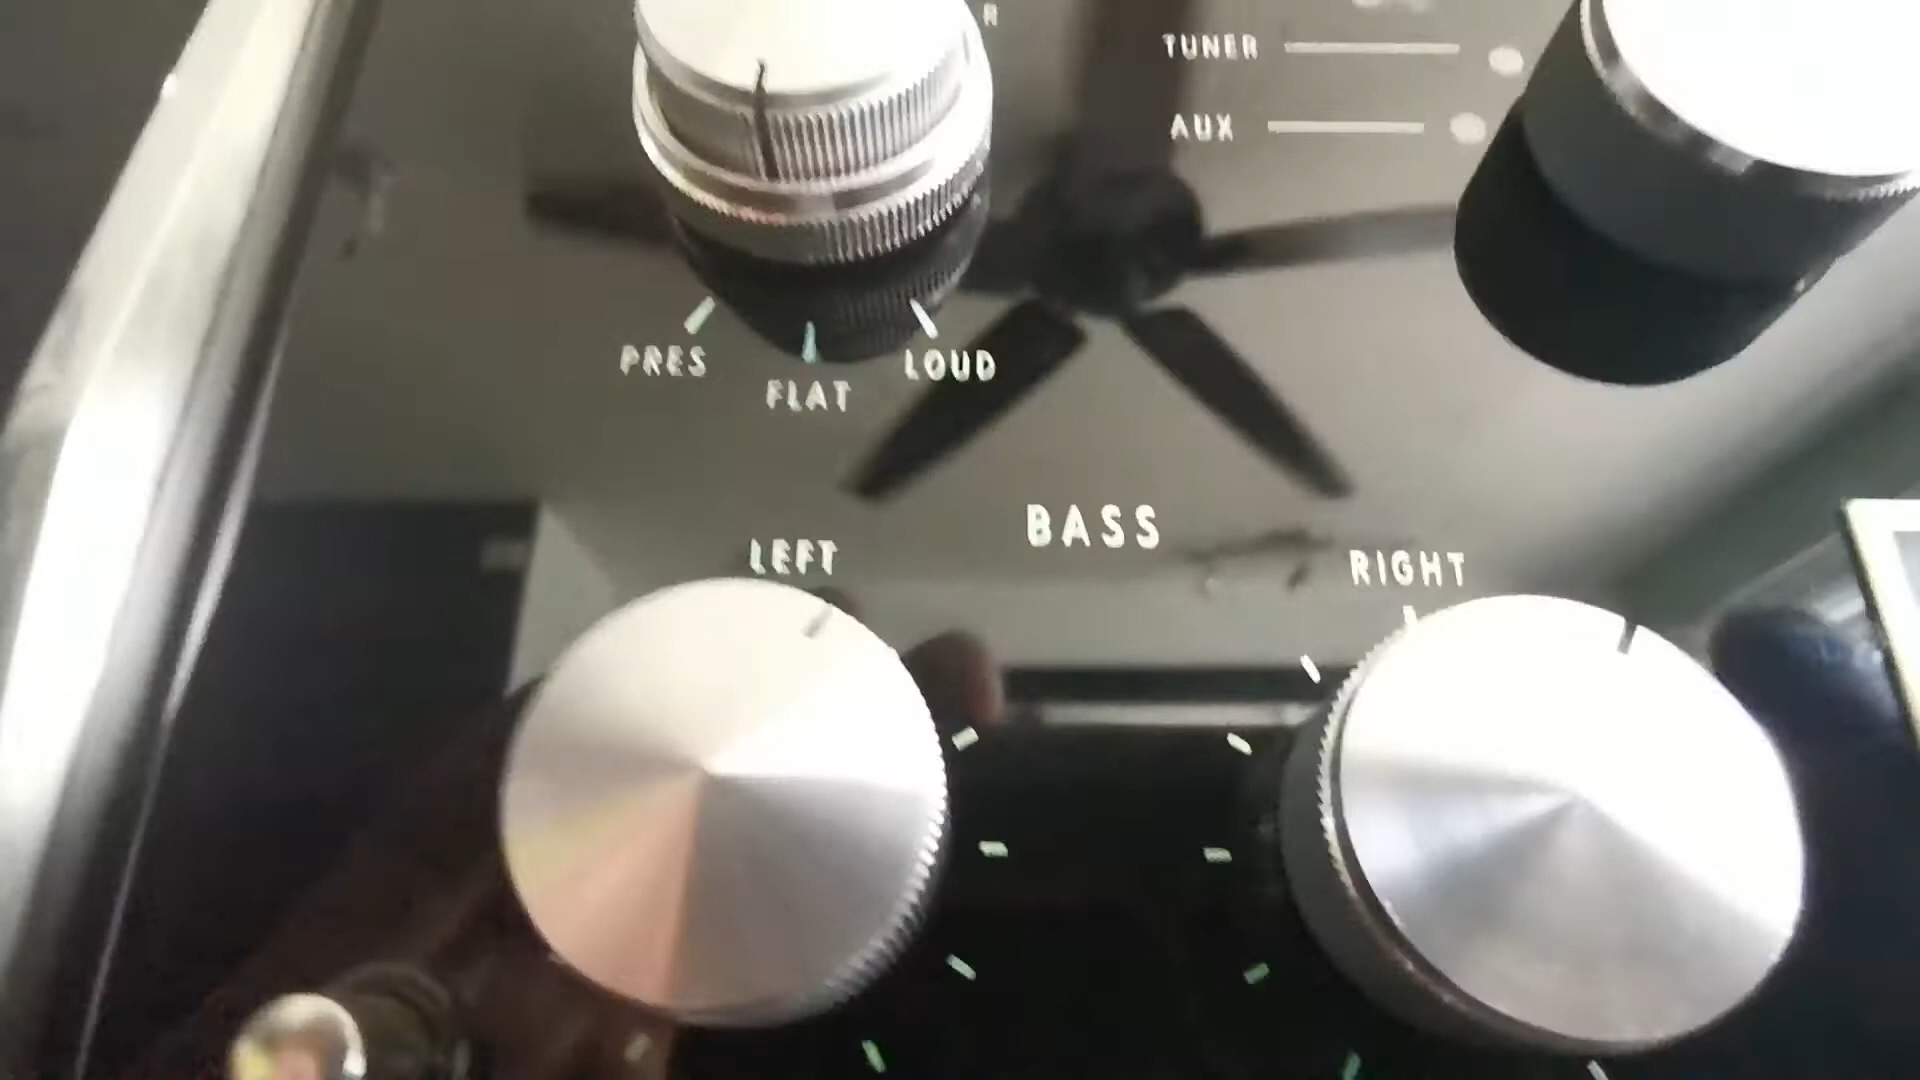 R
TUNER
AUX
PRES
FLAT
LOUD
BASS
LEFT
RIGHT